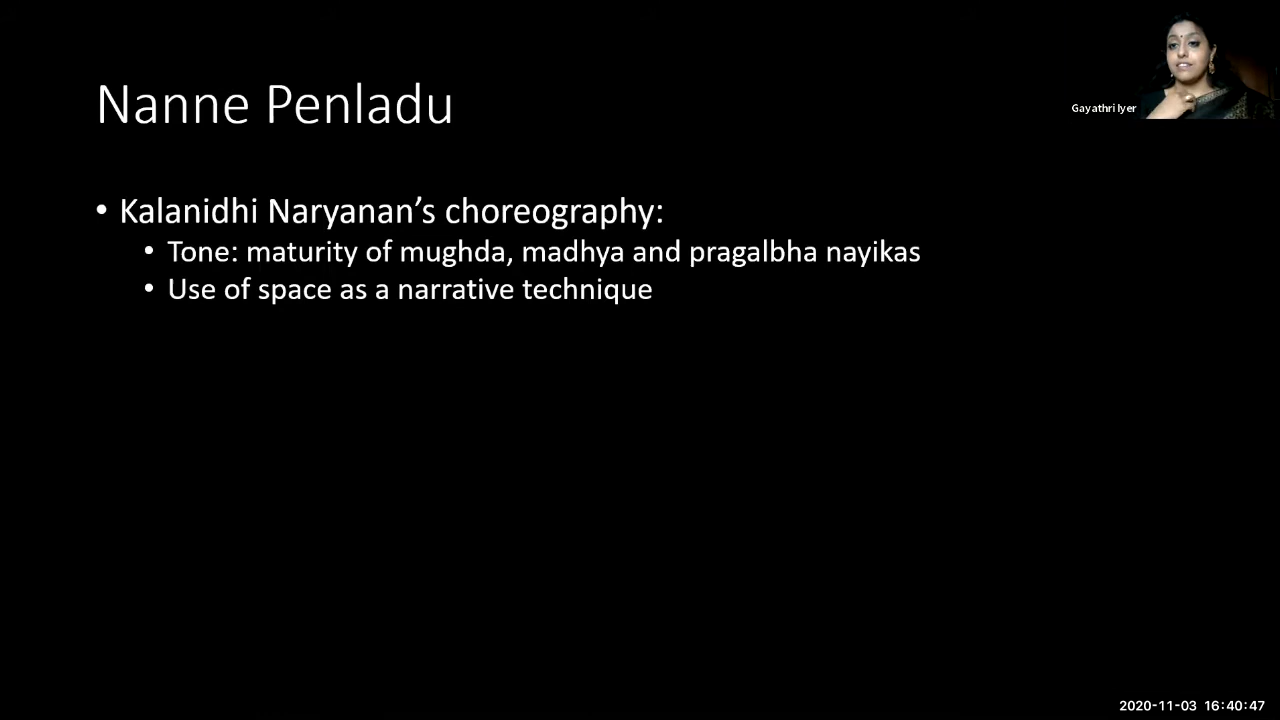 Nanne Penladu
Gayathri Iyer
• Kalanidhi Naryanan’s choreography:
• Tone: maturity of mughda, madhya and pragalbha nayikas
• Use of space as a narrative technique
2020-11-03 16:40:47